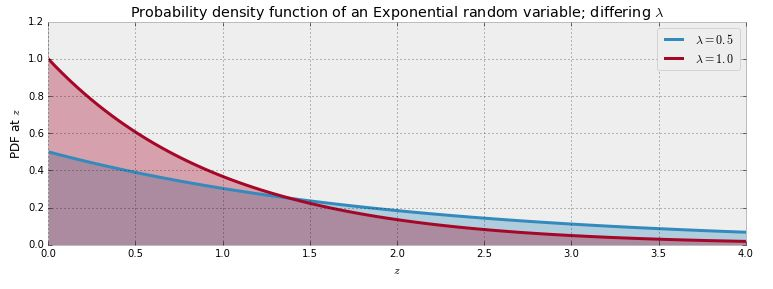 Probability density function of an Exponential random variable; differing λ
1.2
1.0
0.8
0.6
0.4
0.2
0.0
PDF at z
λ = 0.5
λ = 1.0
0.0 0.5 1.0 1.5 2.0 2.5 3.0 3.5 4.0
z